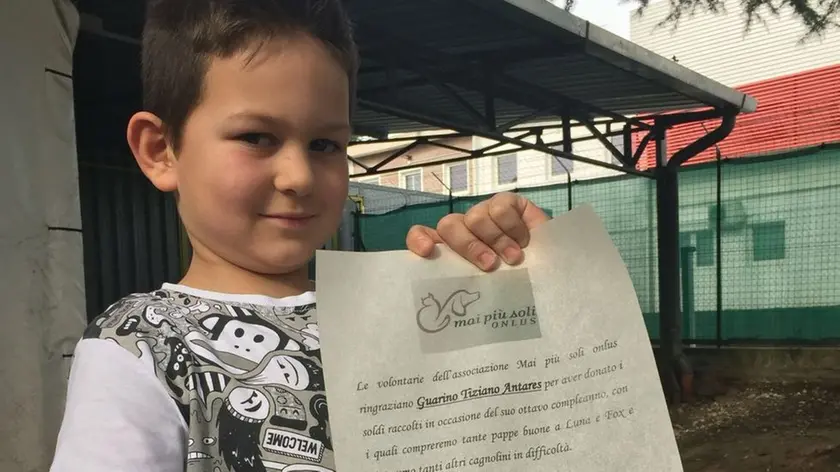 mai più soli
ONLUS
Le volontarie dell'associazione Mai più soli onlus
ringraziano Guarino Tiziano Antares per aver donato i
soldi raccolti in occasione del suo ottavo compleanno, con
i quali compreremo tante pappe buone a Luna e Fox e
tanti altri cagnolini in difficoltà.
WELCOME